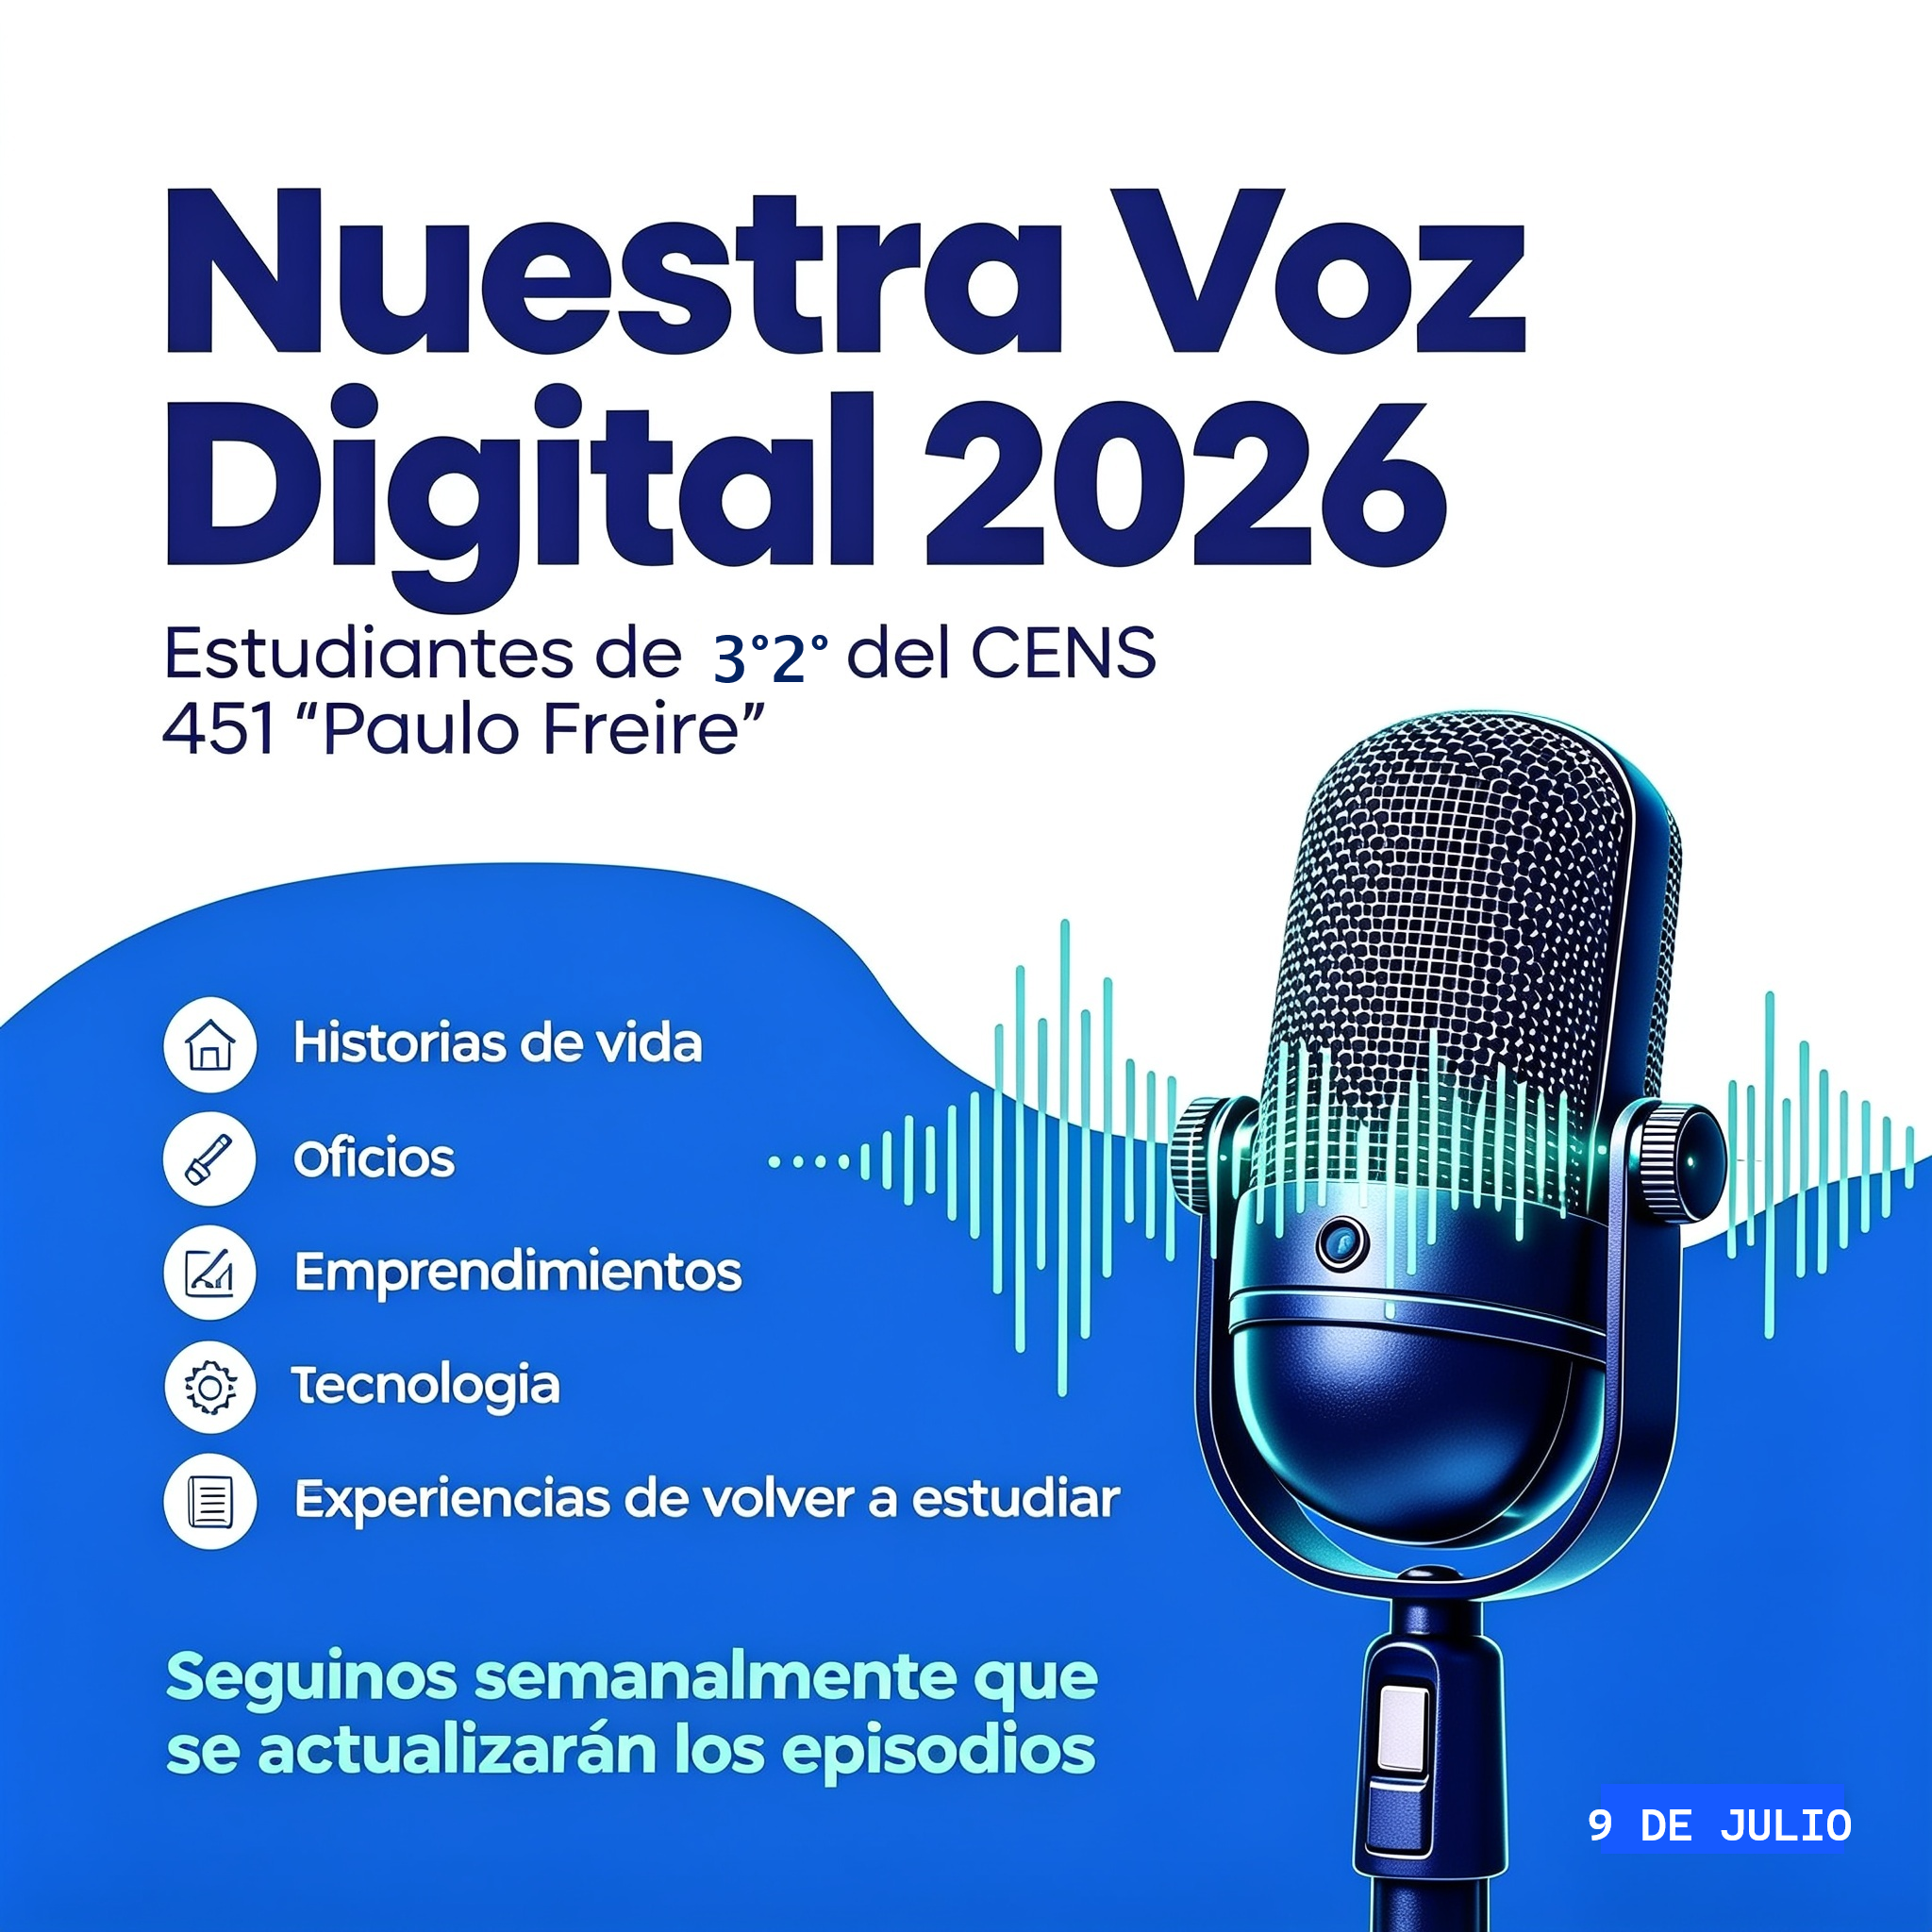 Nuestra Voz
Digital 2026
Estudiantes de 3°2° del CENS
451 “Paulo Freire”
Historias de vida
Oficios
Emprendimientos
Tecnologia
Experiencias de volver a estudiar
Seguinos semanalmente que
se actualizarán los episodios
9 DE JULIO